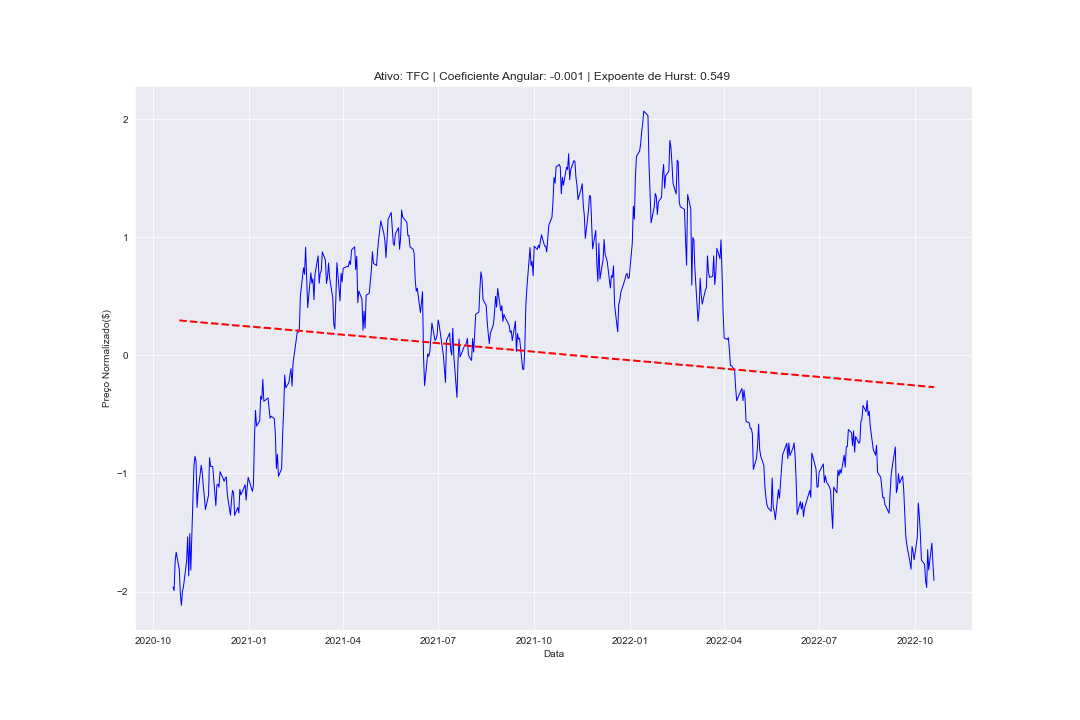 Ativo: TFC | Coeficiente Angular: -0.001 | Expoente de Hurst: 0.549
Preço Normalizado($)
2
1
0
−1
−2
2020-10 2021-01 2021-04 2021-07 2021-10 2022-01 2022-04 2022-07 2022-10
Data